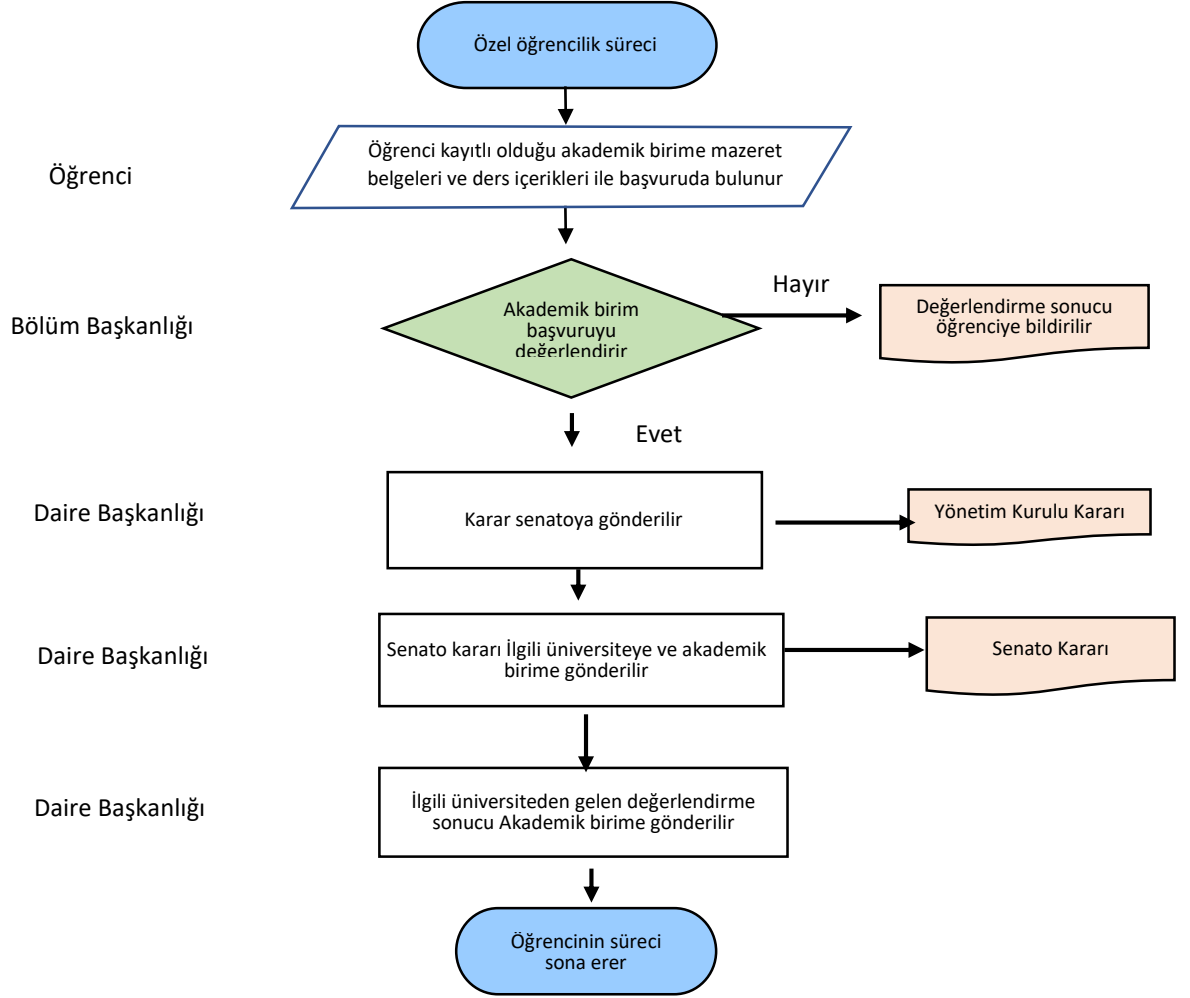 Özel öğrencilik süreci
Öğrenci
Öğrenci kayıtlı olduğu akademik birime mazeret
belgeleri ve ders içerikleri ile başvuruda bulunur
Bölüm Başkanlığı
Akademik birim
başvuruyu
değerlendirir
Hayır
Değerlendirme sonucu
öğrenciye bildirilir
Evet
Daire Başkanlığı
Karar senatoya gönderilir
Yönetim Kurulu Kararı
Daire Başkanlığı
Senato kararı İlgili üniversiteye ve akademik
birime gönderilir
Senato Kararı
Daire Başkanlığı
İlgili üniversiteden gelen değerlendirme
sonucu Akademik birime gönderilir
Öğrencinin süreci
sona erer